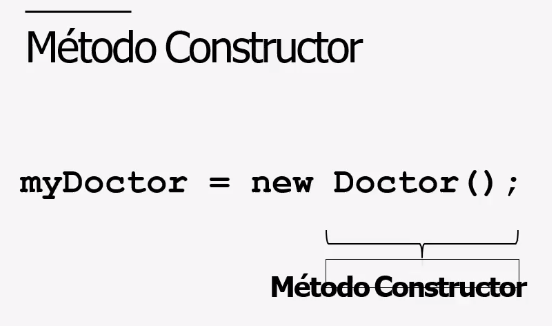 Método Constructor
myDoctor = new Doctor();
Método Constructor